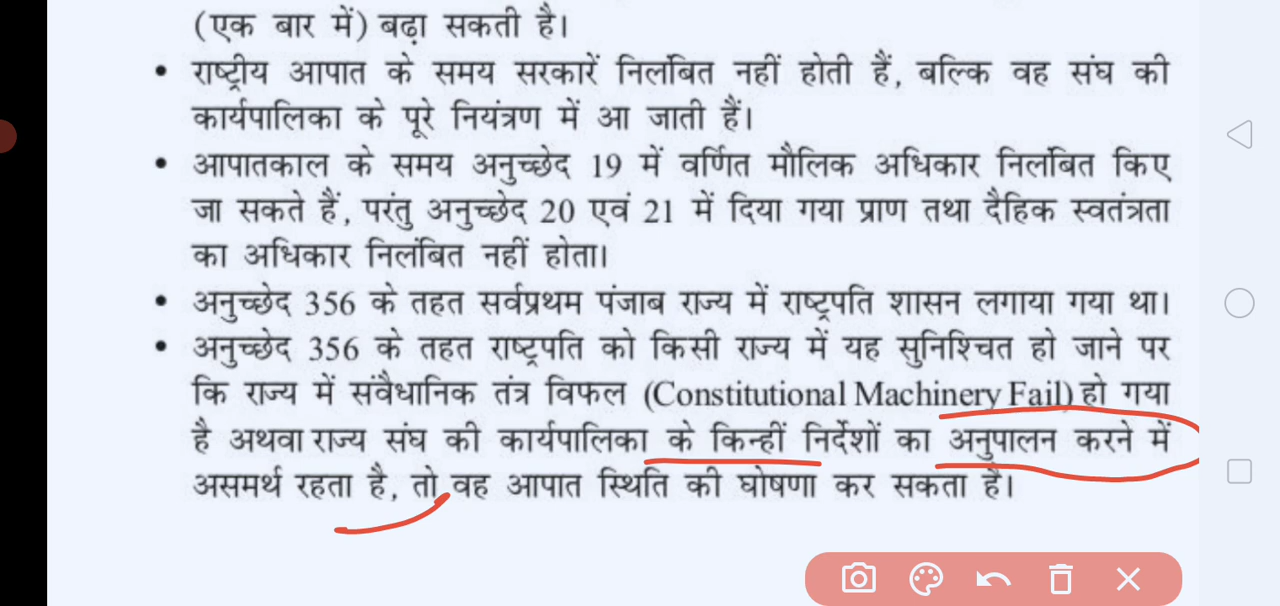 (एक बार में) बढ़ा सकती है।
• राष्ट्रीय आपात के समय सरकारें निलंबित नहीं होती हैं, बल्कि वह संघ की
कार्यपालिका के पूरे नियंत्रण में आ जाती हैं।
• आपातकाल के समय अनुच्छेद 19 में वर्णित मौलिक अधिकार निलंबित किए
जा सकते हैं, परंतु अनुच्छेद 20 एवं 21 में दिया गया प्राण तथा दैहिक स्वतंत्रता
का अधिकार निलंबित नहीं होता।
• अनुच्छेद 356 के तहत सर्वप्रथम पंजाब राज्य में राष्ट्रपति शासन लगाया गया था।
• अनुच्छेद 356 के तहत राष्ट्रपति को किसी राज्य में यह सुनिश्चित हो जाने पर
कि राज्य में संवैधानिक तंत्र विफल (Constitutional Machinery Fail) हो गया
है अथवा राज्य संघ की कार्यपालिका के किन्हीं निर्देशों का अनुपालन करने में
असमर्थ रहता है, तो वह आपात स्थिति की घोषणा कर सकता है।